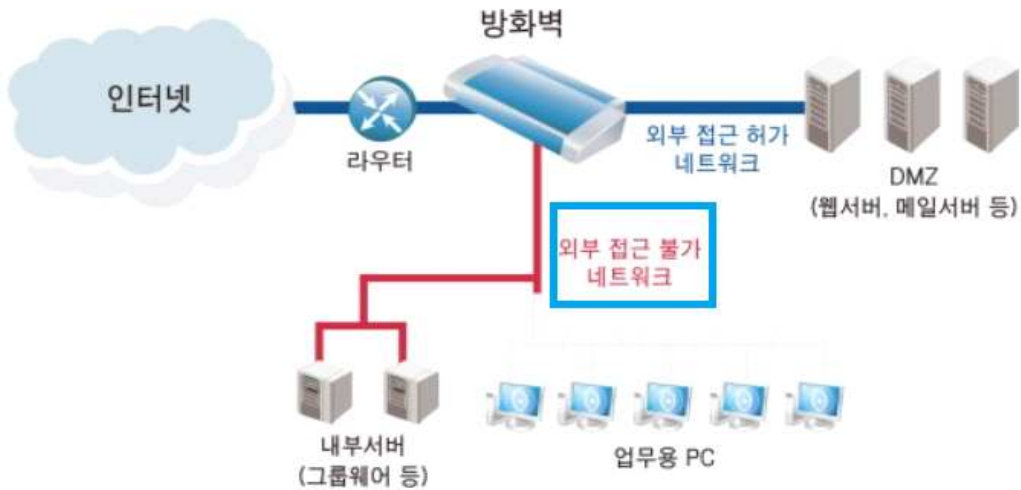 방화벽
인터넷
라우터
외부 접근 허가
네트워크
DMZ
(웹서버, 메일서버 등)
외부 접근 불가
네트워크
내부서버
(그룹웨어 등)
업무용 PC